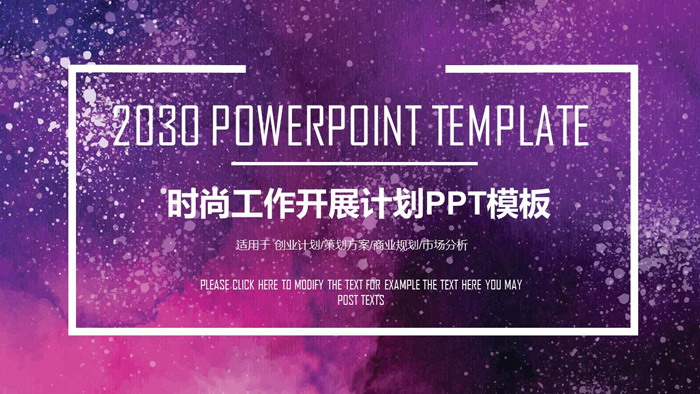 2030 POWERPOINT TEMPLATE
时尚工作开展计划PPT模板
适用于 创业计划/策划方案/商业规划/市场分析
PLEASE CLICK HERE TO MODIFY THE TEXT FOR EXAMPLE THE TEXT HERE YOU MAY
POST TEXTS